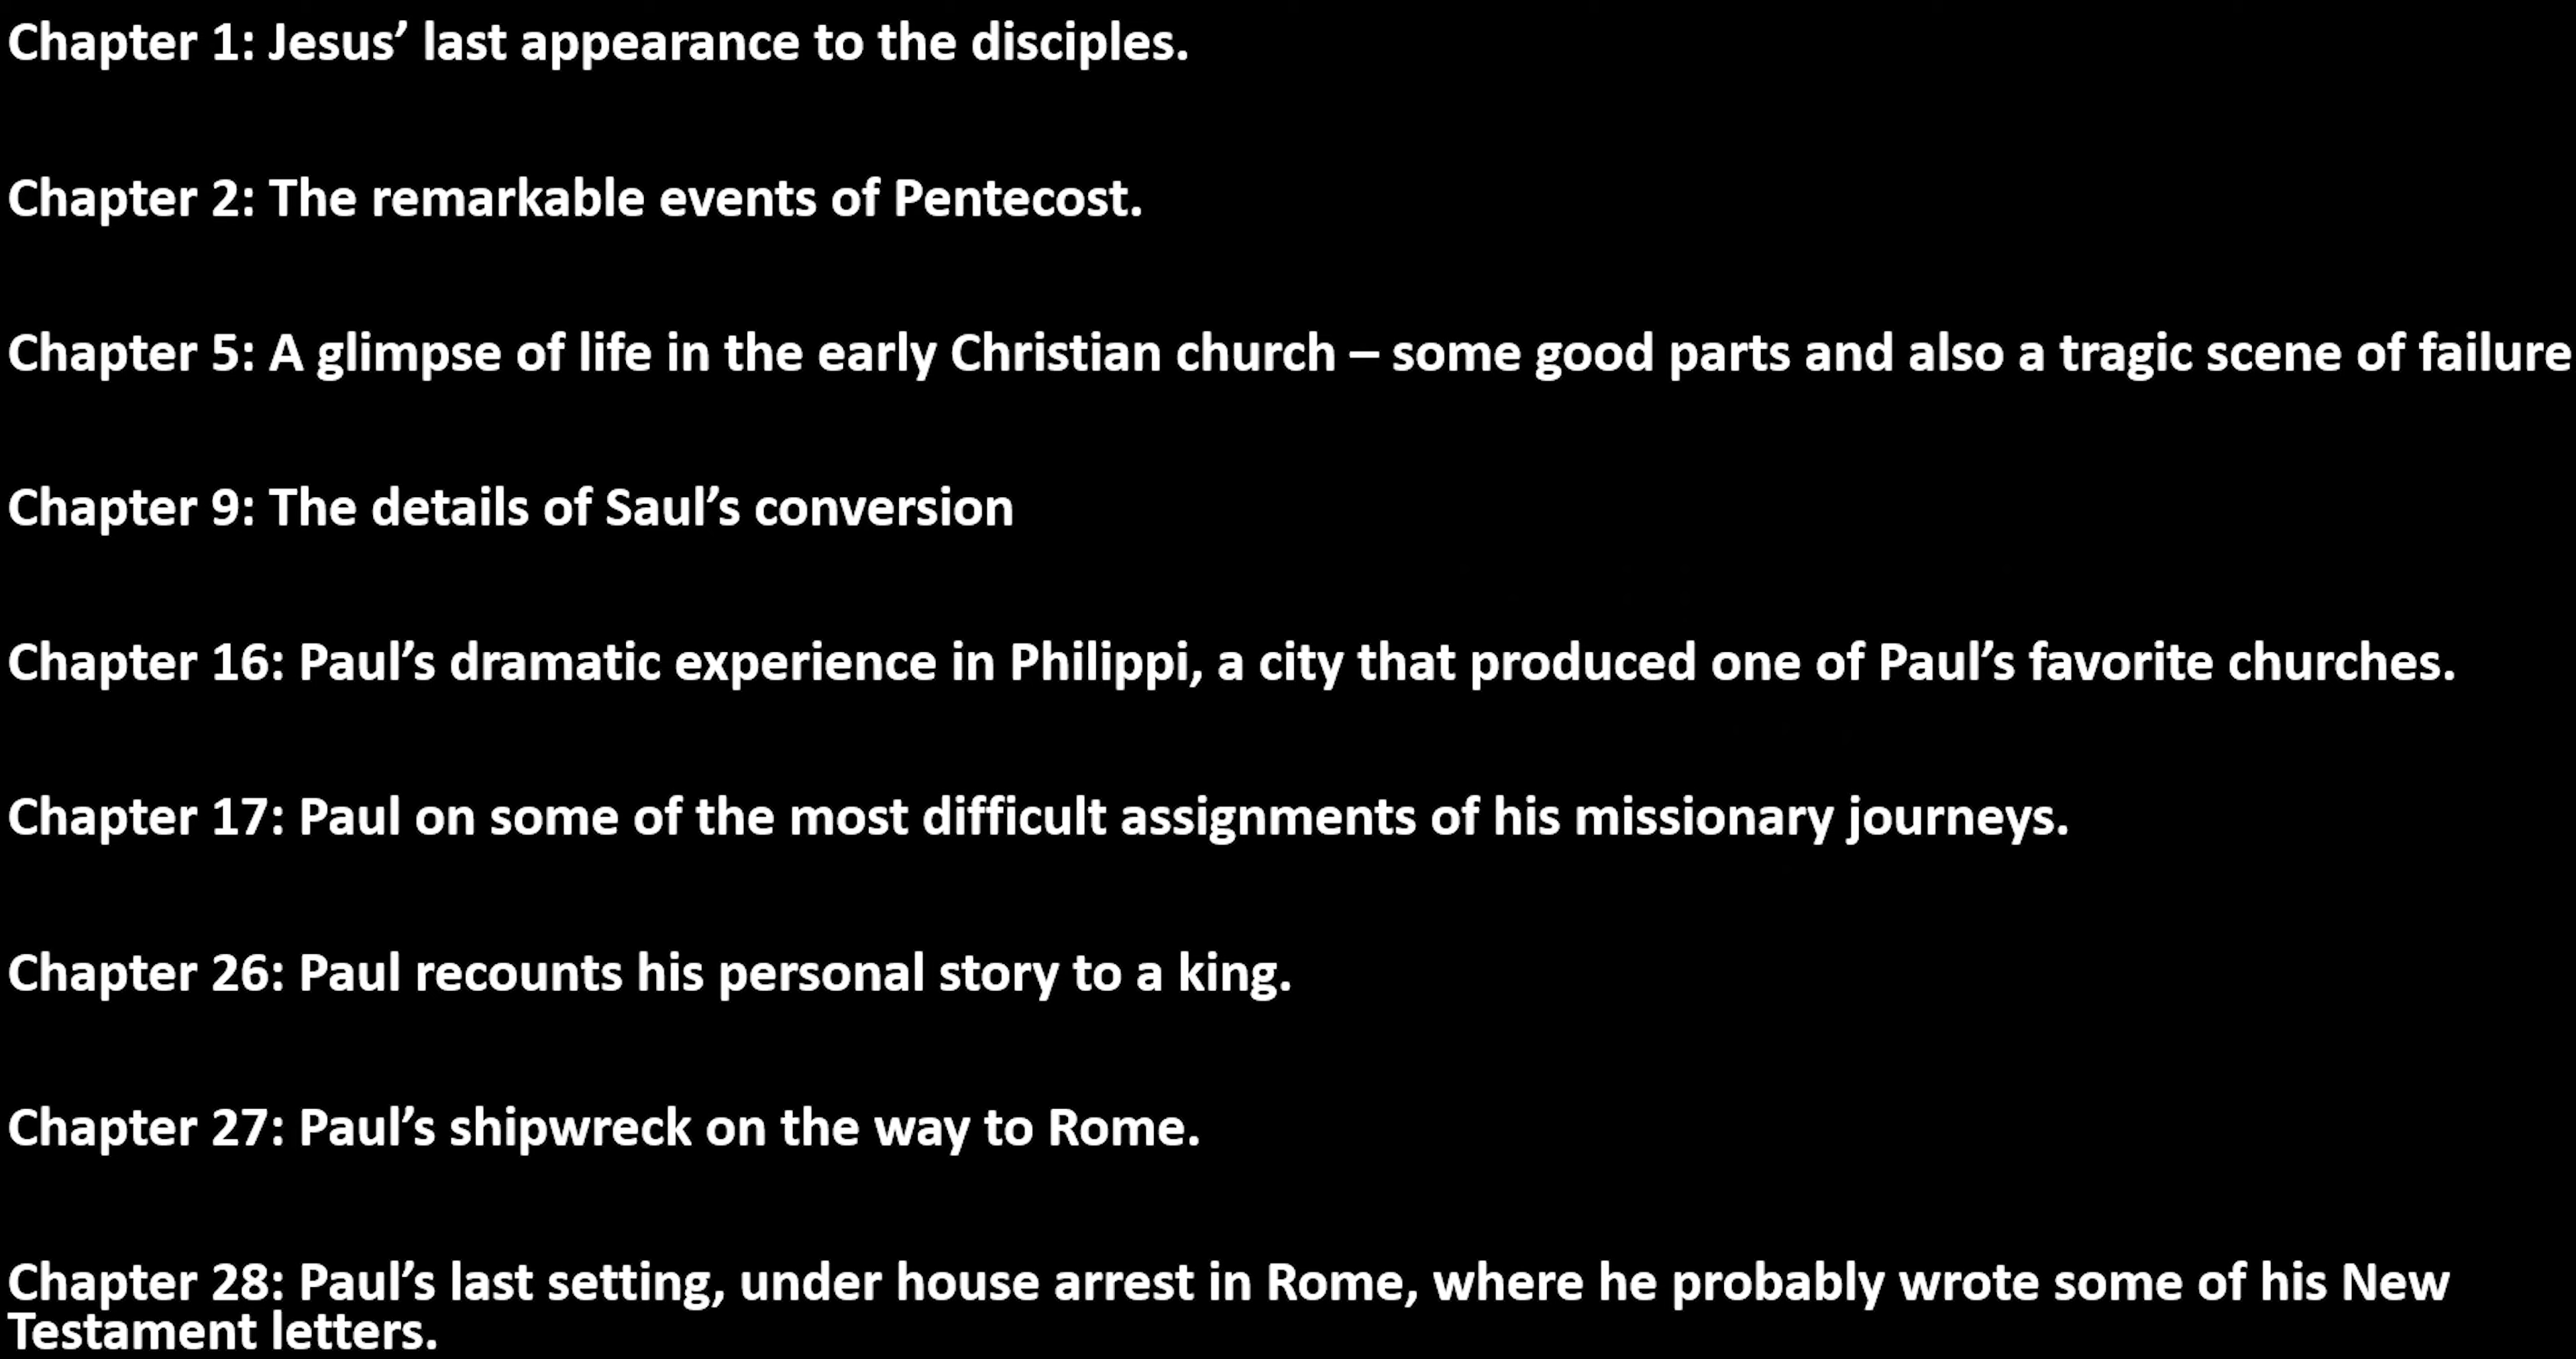 Chapter 1: Jesus’ last appearance to the disciples.
Chapter 2: The remarkable events of Pentecost.
Chapter 5: A glimpse of life in the early Christian church – some good parts and also a tragic scene of failure
Chapter 9: The details of Saul’s conversion
Chapter 16: Paul’s dramatic experience in Philippi, a city that produced one of Paul’s favorite churches.
Chapter 17: Paul on some of the most difficult assignments of his missionary journeys.
Chapter 26: Paul recounts his personal story to a king.
Chapter 27: Paul’s shipwreck on the way to Rome.
Chapter 28: Paul’s last setting, under house arrest in Rome, where he probably wrote some of his New
Testament letters.